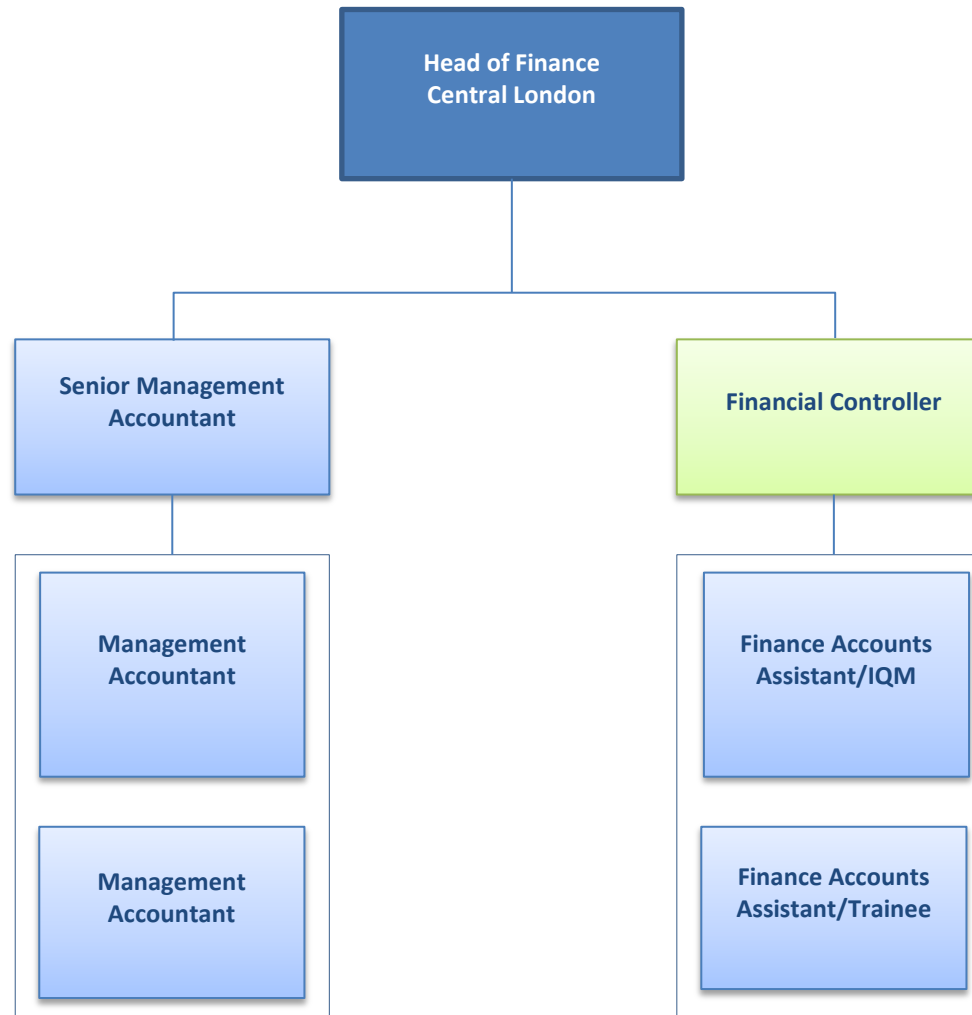 Head of Finance
Central London
Senior Management
Accountant
Financial Controller
Management
Accountant
Finance Accounts
Assistant/IQM
Management
Accountant
Finance Accounts
Assistant/Trainee